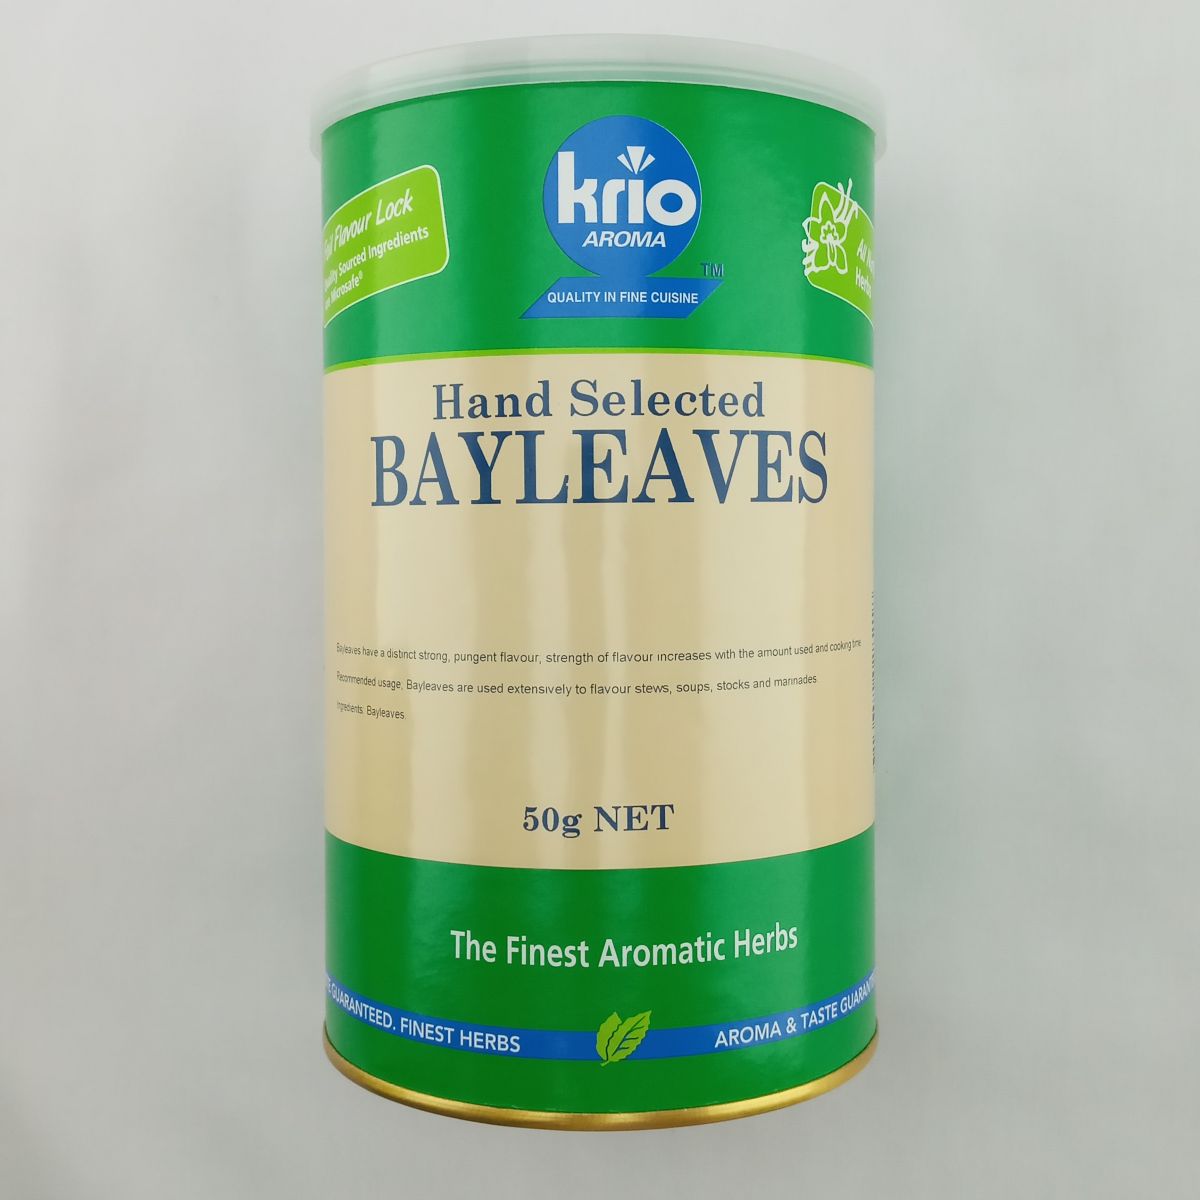 krio
AROMA
TM
QUALITY IN FINE CUISINE
Flavour Lock
Sourced Ingredients
Microsafe®
All
Herbs
Hand Selected
BAYLEAVES
Bayleaves have a distinct strong, pungent flavour, strength of flavour increases with the amount used and cooking time
Recommended usage; Bayleaves are used extensively to flavour stews, soups, stocks and marinades.
Ingredients: Bayleaves.
50g NET
The Finest Aromatic Herbs
GUARANTEED. FINEST HERBS
AROMA & TASTE